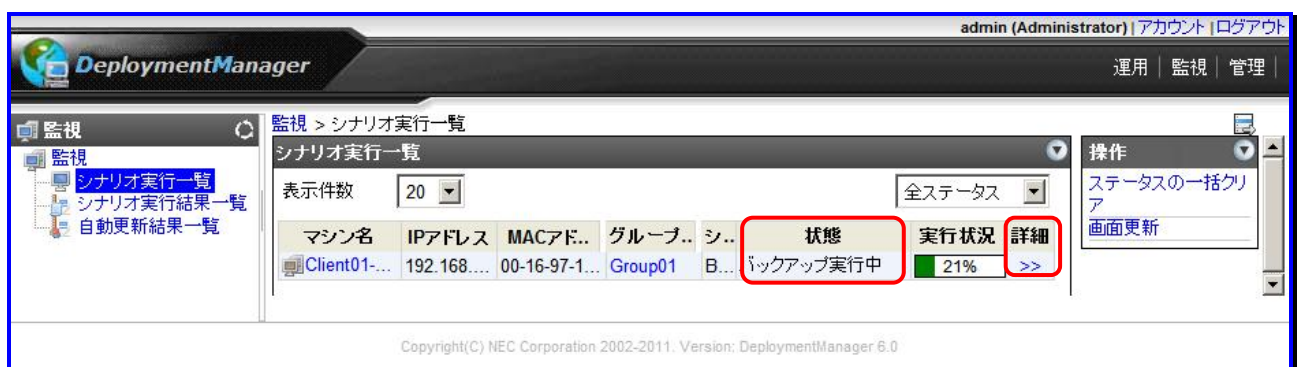 admin (Administrator) | アカウント | ログアウト
DeploymentManager
運用 | 監視 | 管理 |
監視
監視
シナリオ実行一覧
シナリオ実行結果一覧
自動更新結果一覧
監視 > シナリオ実行一覧
シナリオ実行一覧
表示件数 20 全ステータス
マシン名 IPアドレス MACアド... グループ.. シ.. 状態 実行状況 詳細
Client01-... 192.168.... 00-16-97-1... Group01 B... バックアップ実行中 21% >>
操作
ステータスの一括クリ
ア
画面更新
Copyright(C) NEC Corporation 2002-2011. Version: DeploymentManager 6.0